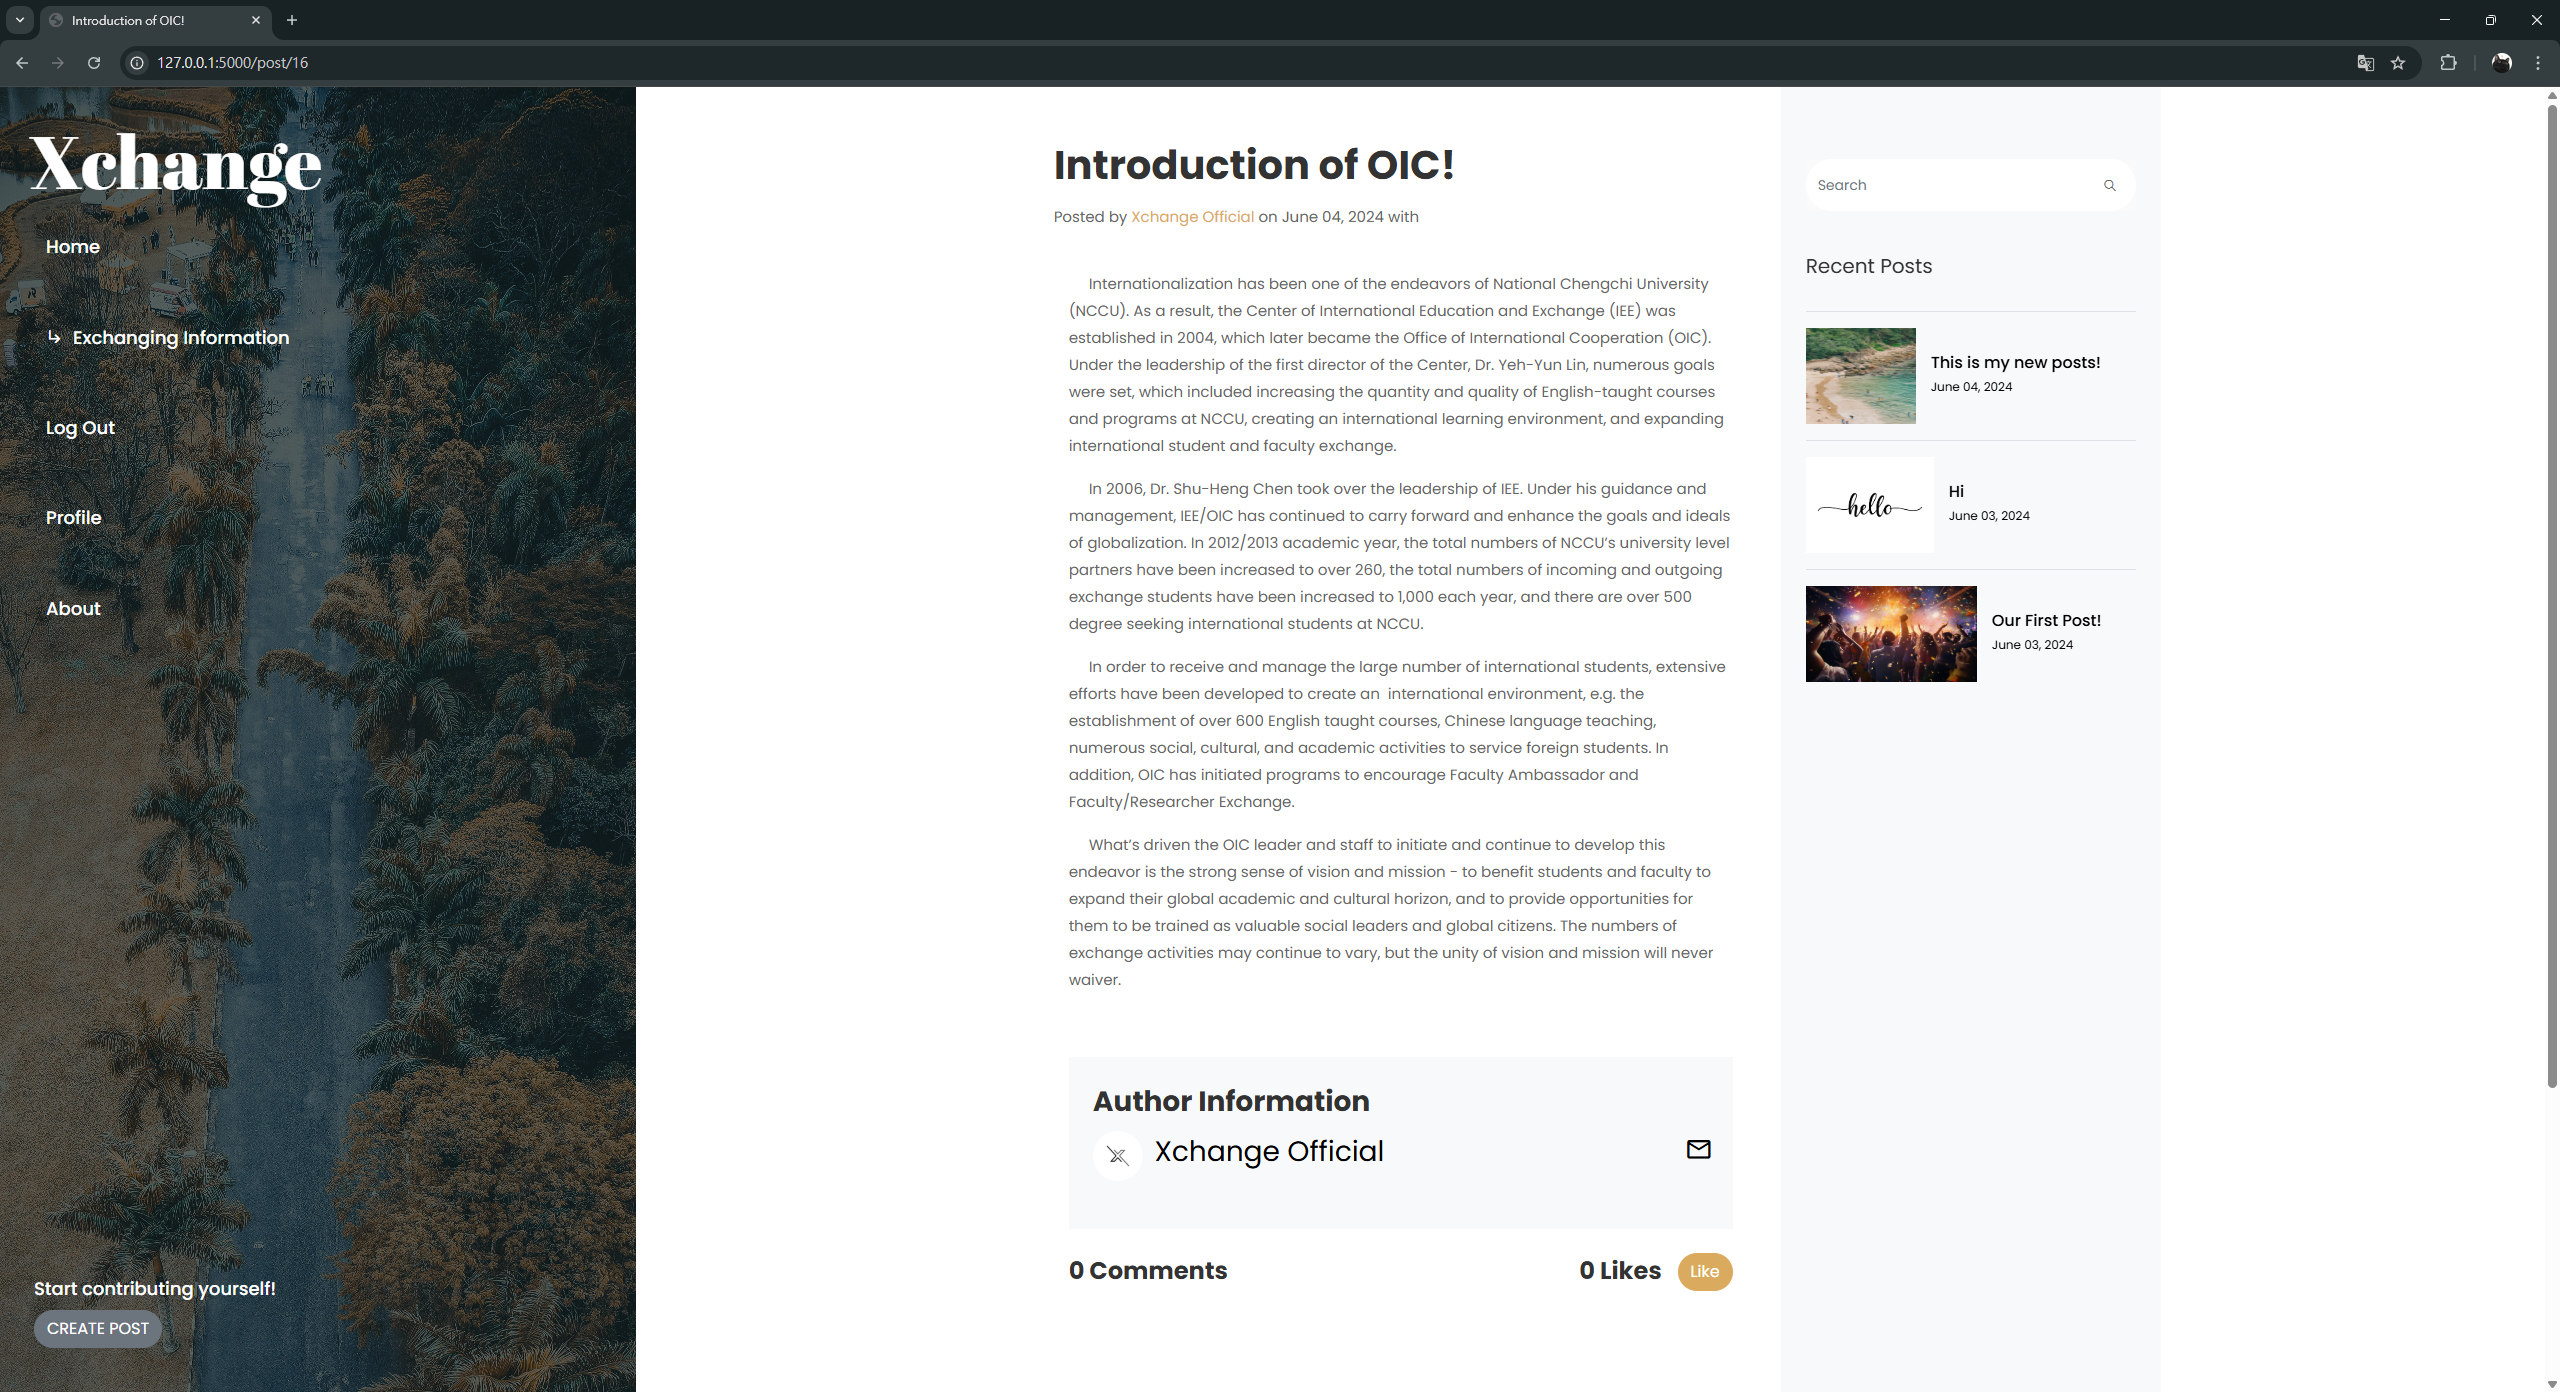 Introduction of OIC!
127.0.0.1:5000/post/16
Xchange
Home
Exchanging Information
Log Out
Profile
About
Start contributing yourself!
CREATE POST
Introduction of OIC!
Posted by Xchange Official on June 04, 2024 with
Internationalization has been one of the endeavors of National Chengchi University
(NCCU). As a result, the Center of International Education and Exchange (IEE) was
established in 2004, which later became the Office of International Cooperation (OIC).
Under the leadership of the first director of the Center, Dr. Yeh-Yun Lin, numerous goals
were set, which included increasing the quantity and quality of English-taught courses
and programs at NCCU, creating an international learning environment, and expanding
international student and faculty exchange.
In 2006, Dr. Shu-Heng Chen took over the leadership of IEE. Under his guidance and
management, IEE/OIC has continued to carry forward and enhance the goals and ideals
of globalization. In 2012/2013 academic year, the total numbers of NCCU's university level
partners have been increased to over 260, the total numbers of incoming and outgoing
exchange students have been increased to 1,000 each year, and there are over 500
degree seeking international students at NCCU.
In order to receive and manage the large number of international students, extensive
efforts have been developed to create an  international environment, e.g. the
establishment of over 600 English taught courses, Chinese language teaching,
numerous social, cultural, and academic activities to service foreign students. In
addition, OIC has initiated programs to encourage Faculty Ambassador and
Faculty/Researcher Exchange.
What's driven the OIC leader and staff to initiate and continue to develop this
endeavor is the strong sense of vision and mission - to benefit students and faculty to
expand their global academic and cultural horizon, and to provide opportunities for
them to be trained as valuable social leaders and global citizens. The numbers of
exchange activities may continue to vary, but the unity of vision and mission will never
waiver.
Author Information
Xchange Official
0 Comments
0 Likes Like
Search
Recent Posts
This is my new posts!
June 04, 2024
hello
Hi
June 03, 2024
Our First Post!
June 03, 2024